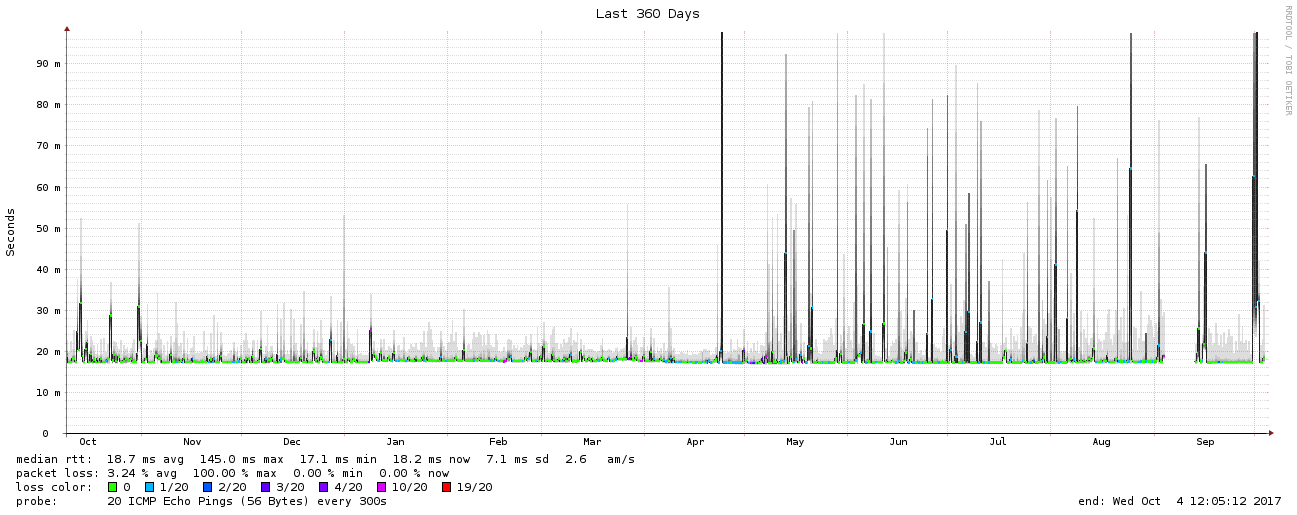 Last 360 Days
RRDTOOL / TOBI OETIKER
Seconds
90 m
80 m
70 m
60 m
50 m
40 m
30 m
20 m
10 m
0
Oct Nov Dec Jan Feb Mar Apr May Jun Jul Aug Sep
median rtt: 18.7 ms avg 145.0 ms max 17.1 ms min 18.2 ms now 7.1 ms sd 2.6 am/s
packet loss: 3.24 % avg 100.00 % max 0.00 % min 0.00 % now
loss color: 0 1/20 2/20 3/20 4/20 10/20 19/20
probe: 20 ICMP Echo Pings (56 Bytes) every 300s end: Wed Oct 4 12:05:12 2017